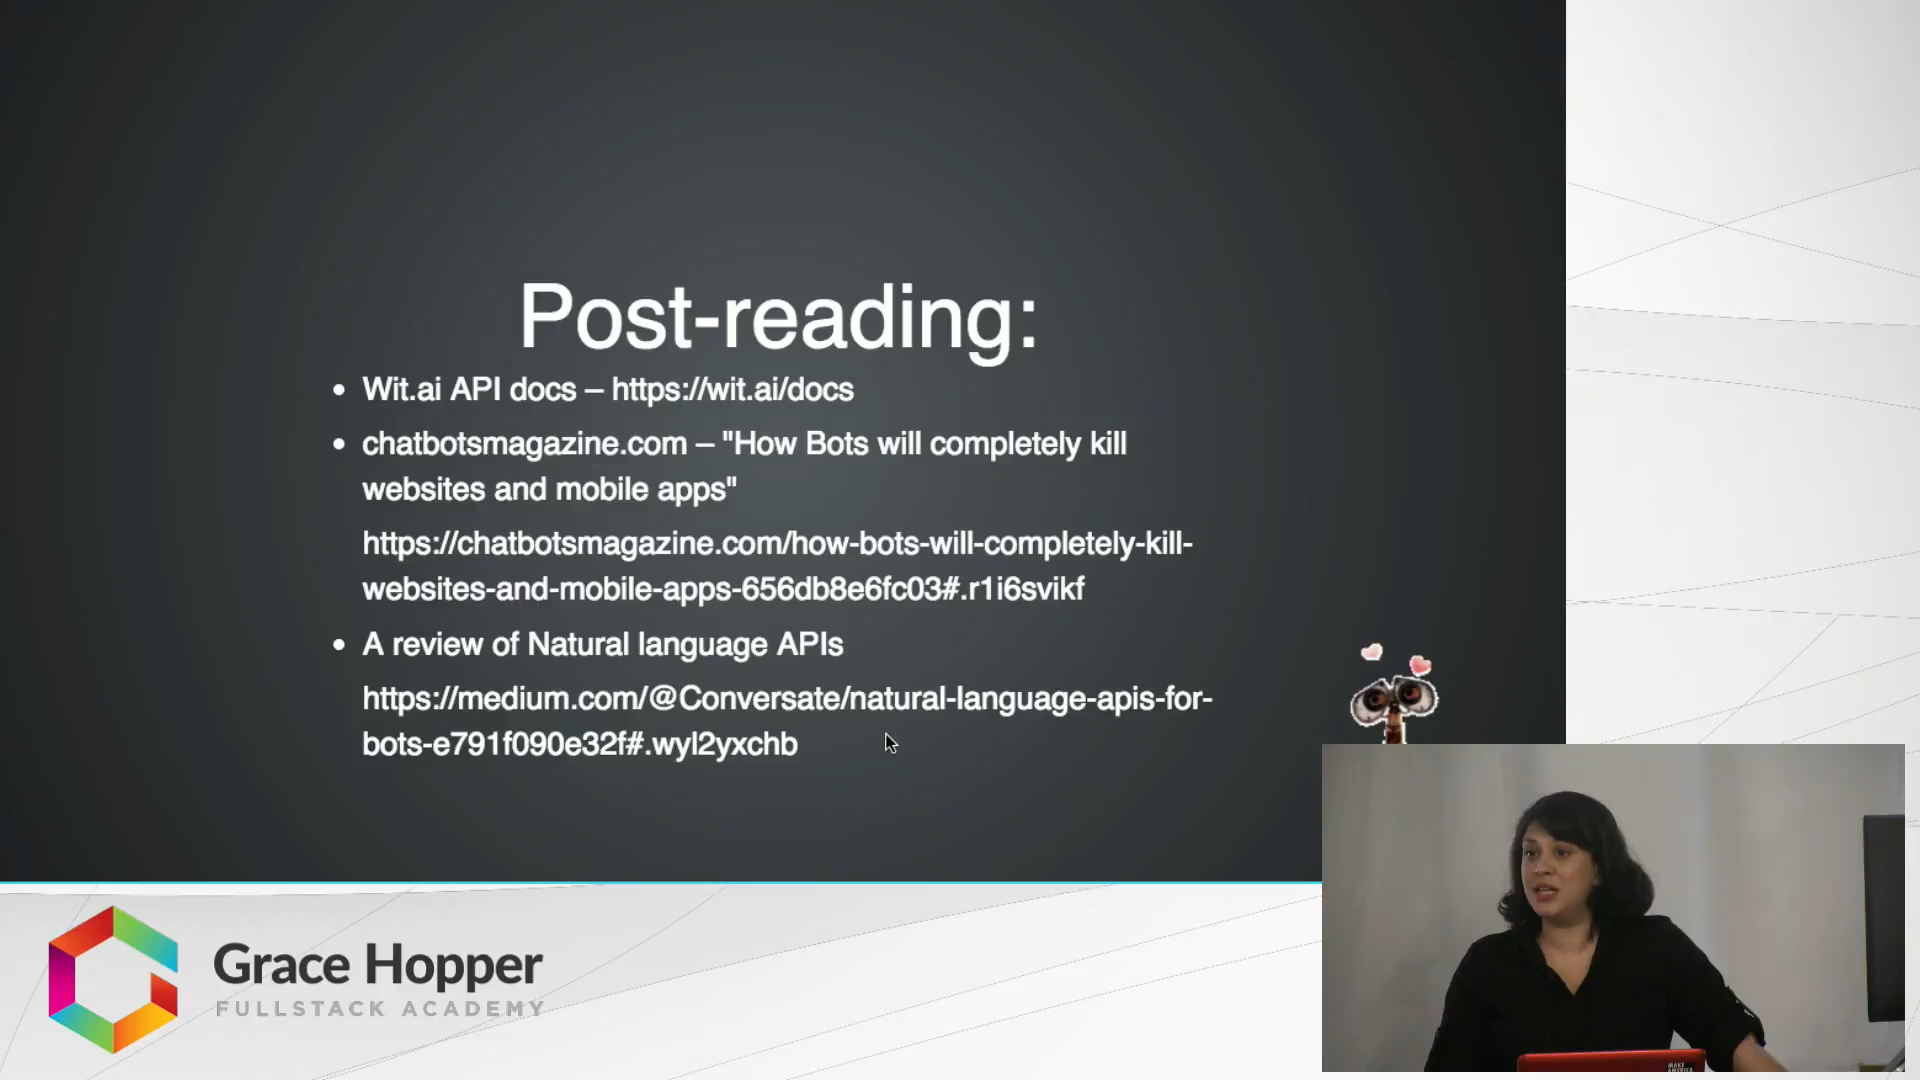 Post-reading:
• Wit.ai API docs – https://wit.ai/docs
• chatbotsmagazine.com – "How Bots will completely kill
websites and mobile apps"
https://chatbotsmagazine.com/how-bots-will-completely-kill-
websites-and-mobile-apps-656db8e6fc03#.r1i6svikf
• A review of Natural language APIs
https://medium.com/@Conversate/natural-language-apis-for-
bots-e791f090e32f#.wyl2yxchb
Grace Hopper
FULLSTACK ACADEMY
MAKE
AMERICA